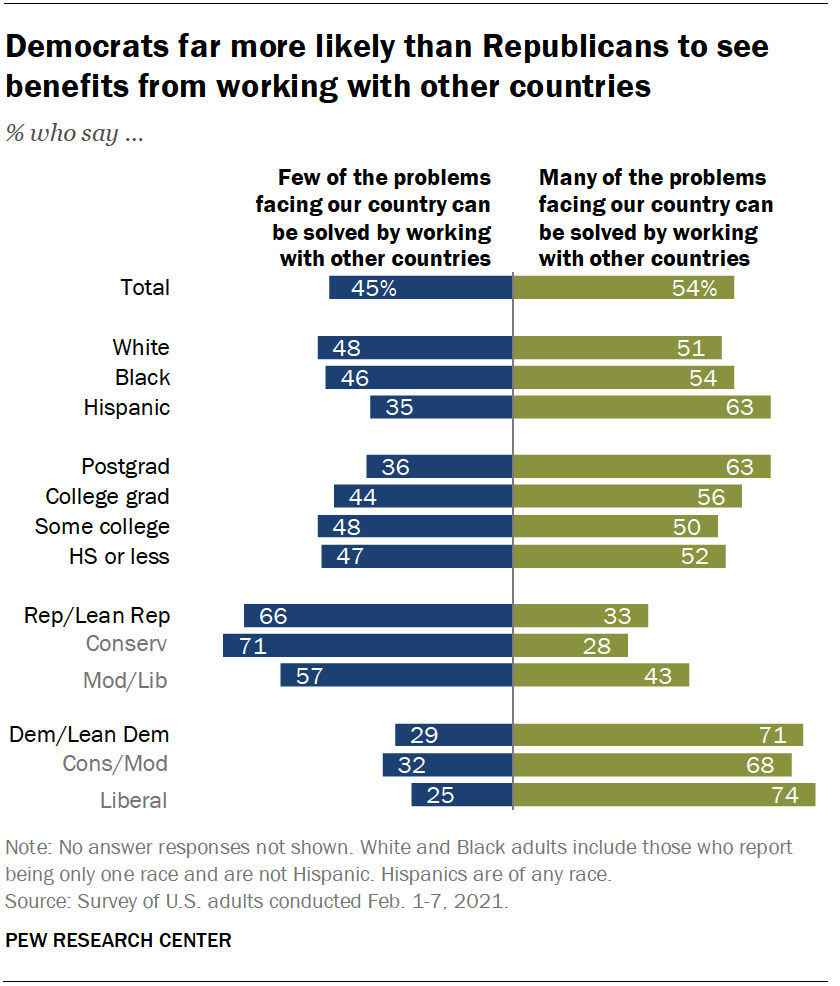 Democrats far more likely than Republicans to see
benefits from working with other countries
% who say ...
Few of the problems
facing our country can
be solved by working
with other countries
Many of the problems
facing our country can
be solved by working
with other countries
Total 45% 54%
White 48 51
Black 46 54
Hispanic 35 63
Postgrad 36 63
College grad 44 56
Some college 48 50
HS or less 47 52
Rep/Lean Rep 66 33
Conserv 71 28
Mod/Lib 57 43
Dem/Lean Dem 29 71
Cons/Mod 32 68
Liberal 25 74
Note: No answer responses not shown. White and Black adults include those who report
being only one race and are not Hispanic. Hispanics are of any race.
Source: Survey of U.S. adults conducted Feb. 1-7, 2021.
PEW RESEARCH CENTER